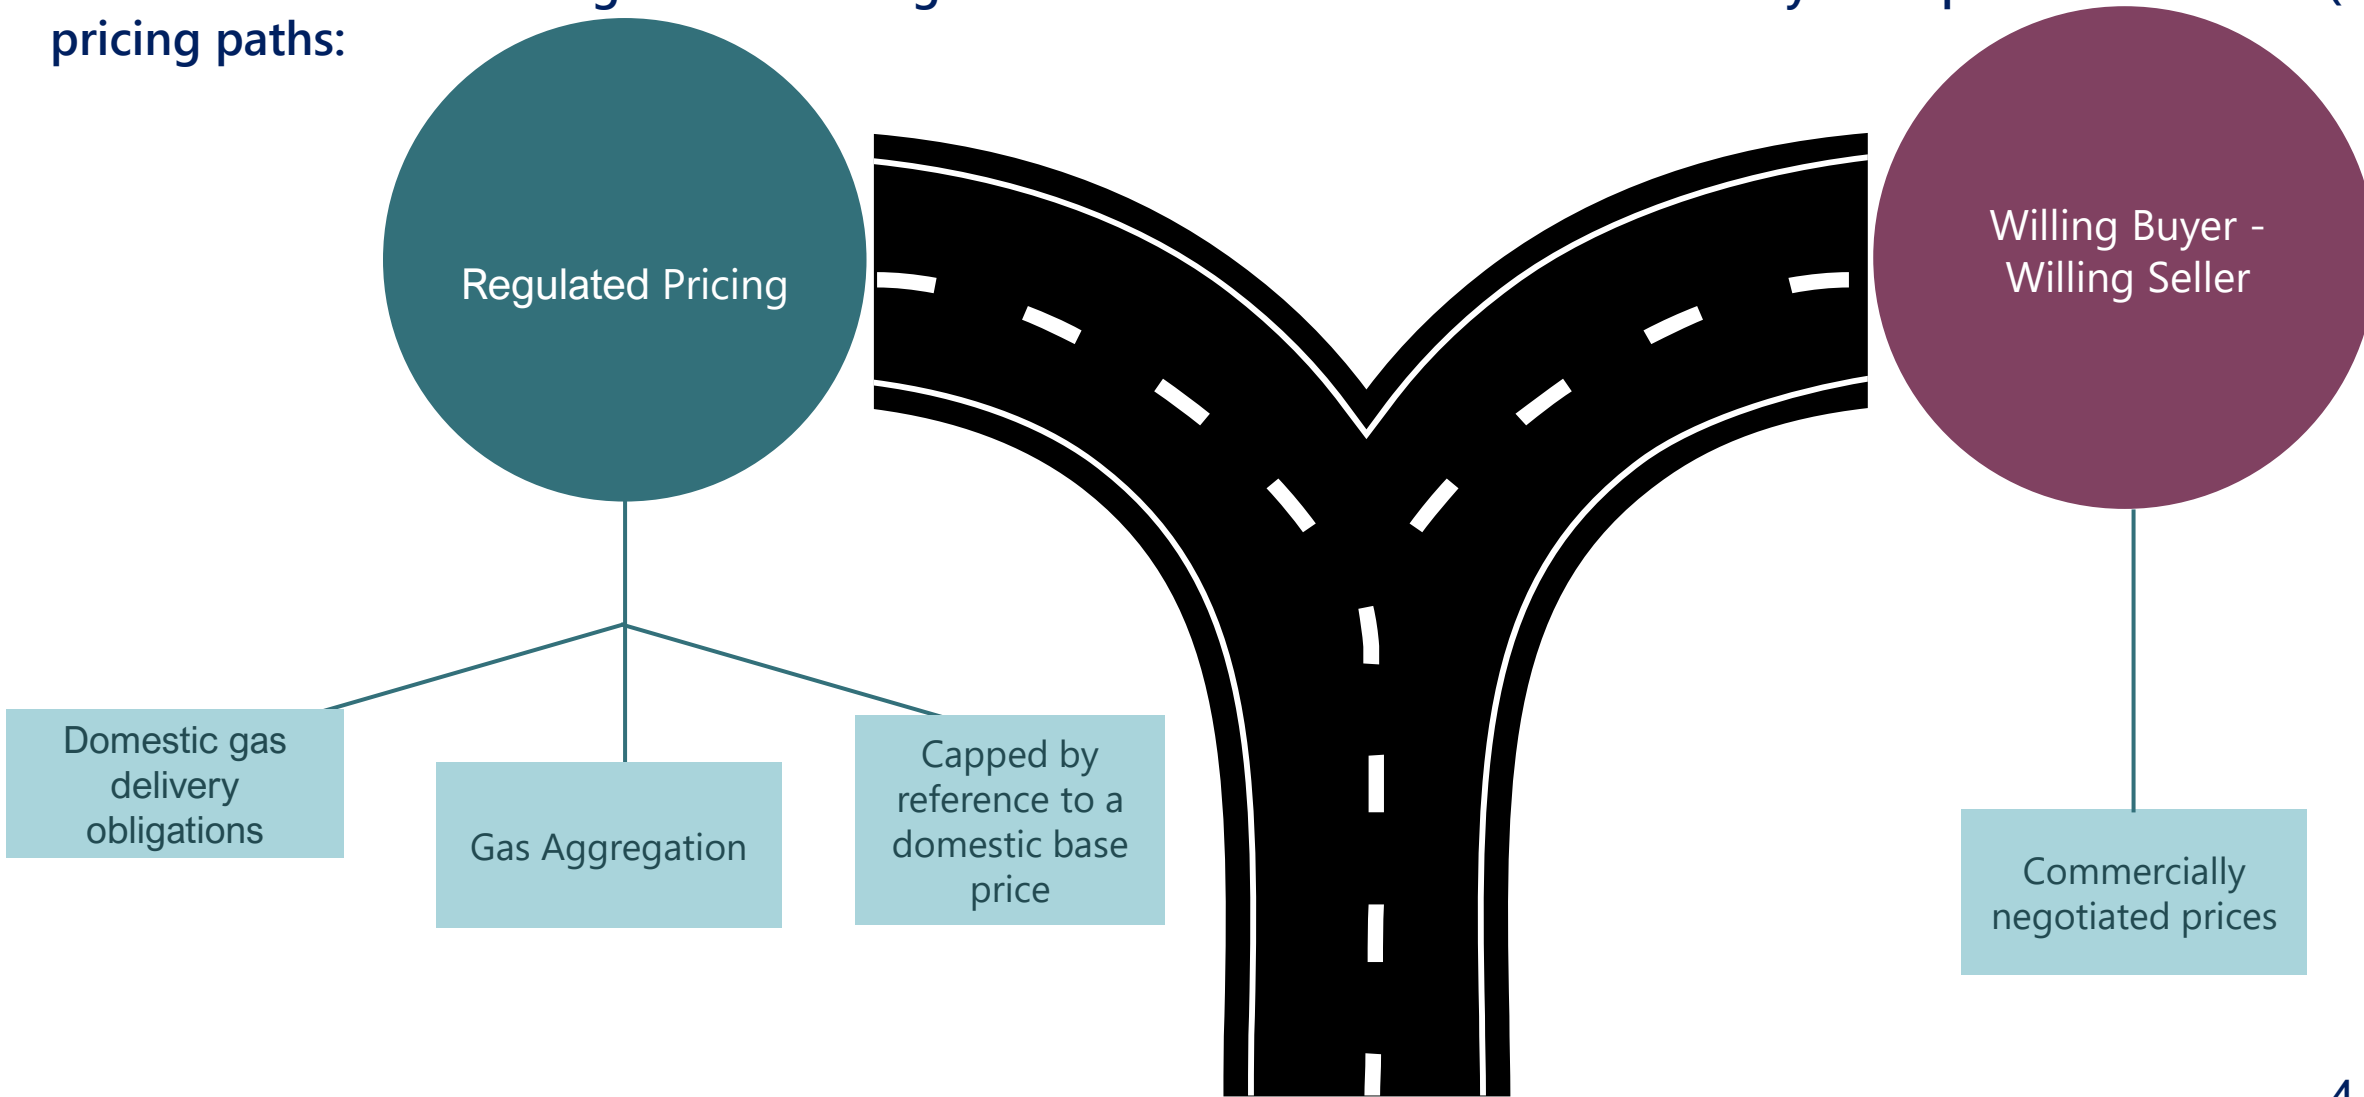 pricing paths:
Regulated Pricing
Willing Buyer -
Willing Seller
Domestic gas
delivery
obligations
Gas Aggregation
Capped by
reference to a
domestic base
price
Commercially
negotiated prices
4